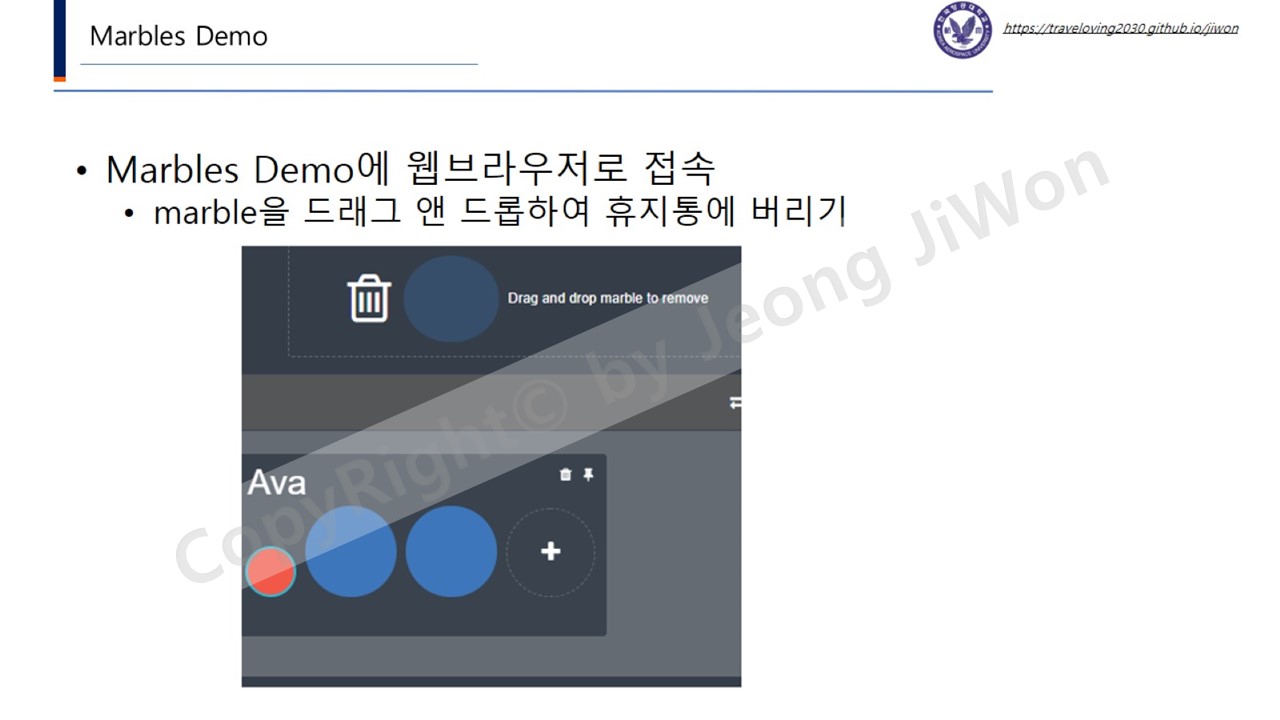 Marbles Demo
https://traveloving2030.github.io/jiwon
• Marbles Demo에 웹브라우저로 접속
• marble을 드래그 앤 드롭하여 휴지통에 버리기
Drag and drop marble to remove
Ava
CopyRight© by Jeong JiWon